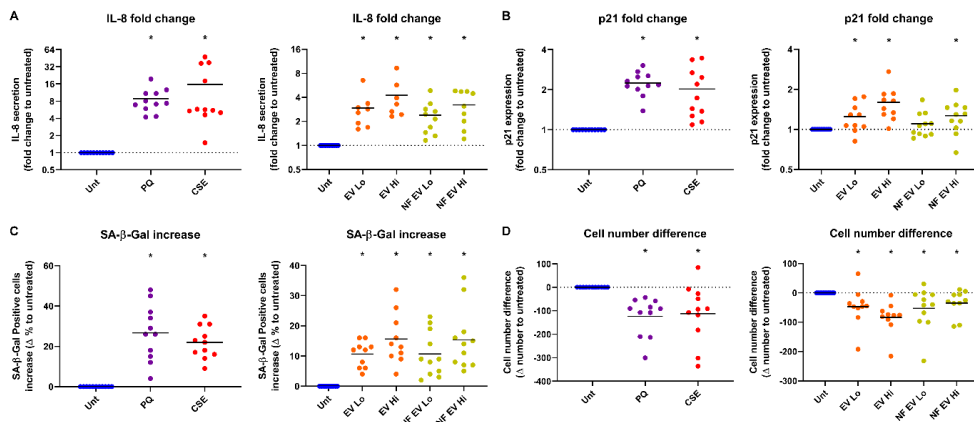 A
IL-8 fold change
IL-8 secretion
(fold change to untreated)
64
32
16
8
4
2
1
0.5
*
*
Unt
PQ
CSE
IL-8 fold change
IL-8 secretion
(fold change to untreated)
16
8
4
2
1
0.5
*
*
*
*
Unt
EV Lo
EV Hi
NF EV Lo
NF EV Hi
B
p21 fold change
p21 expression
(fold change to untreated)
4
2
1
0.5
*
*
Unt
PQ
CSE
p21 fold change
p21 expression
(fold change to untreated)
4
2
1
0.5
*
*
*
Unt
EV Lo
EV Hi
NF EV Lo
NF EV Hi
C
SA-β-Gal increase
SA-β-Gal Positive cells
increase (Δ % to untreated)
60
40
20
0
*
*
Unt
PQ
CSE
SA-β-Gal increase
SA-β-Gal Positive cells
increase (Δ % to untreated)
40
30
20
10
0
*
*
*
*
Unt
EV Lo
EV Hi
NF EV Lo
NF EV Hi
D
Cell number difference
Cell number difference
(Δ number to untreated)
100
0
-100
-200
-300
-400
*
*
Unt
PQ
CSE
Cell number difference
Cell number difference
(Δ number to untreated)
100
0
-100
-200
-300
*
*
*
*
Unt
EV Lo
EV Hi
NF EV Lo
NF EV Hi